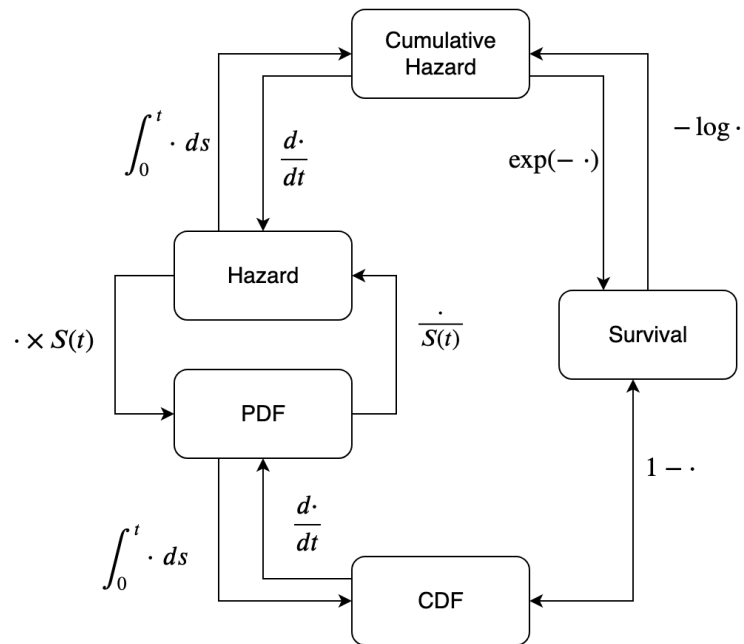 Cumulative
Hazard
∫₀ᵗ · ds
d·/dt
exp(− ·)
− log ·
Hazard
· × S(t)
·/S(t)
Survival
PDF
1 − ·
∫₀ᵗ · ds
d·/dt
CDF